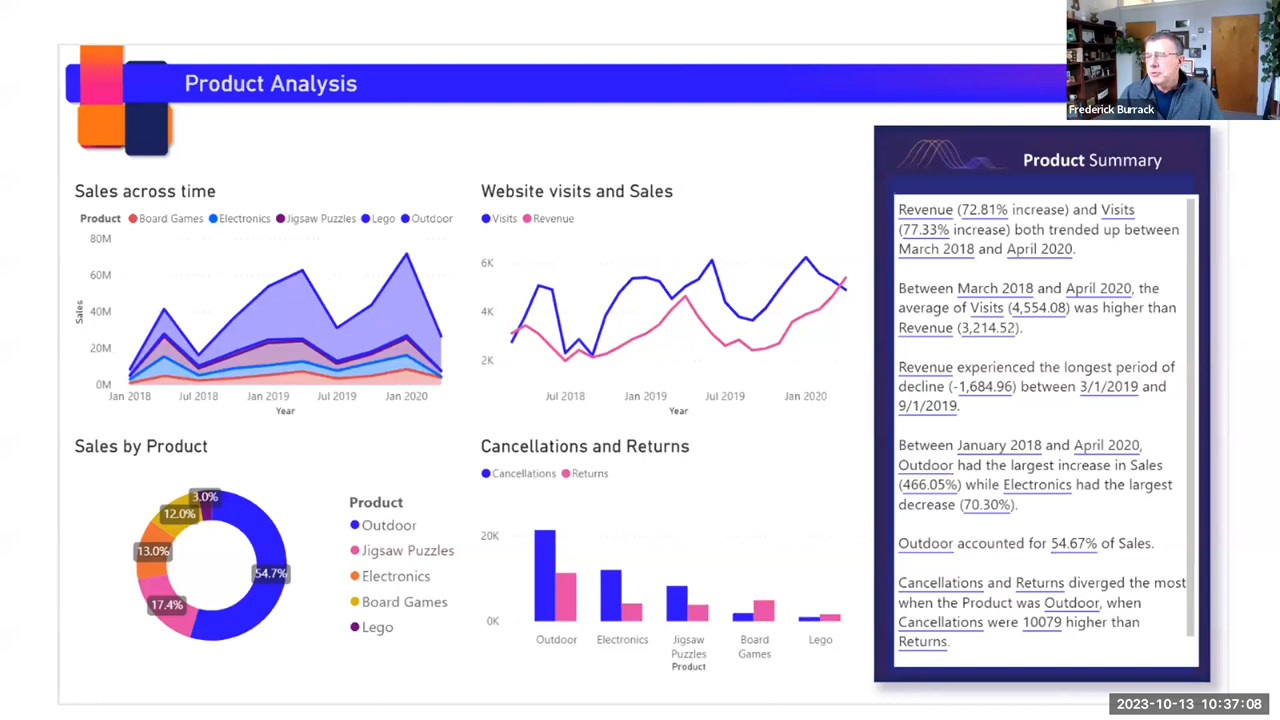 Product Analysis
Frederick Burrack
Sales across time
Product Board Games Electronics Jigsaw Puzzles Lego Outdoor
80M
60M
40M
20M
0M
Sales
Jan 2018 Jul 2018 Jan 2019 Jul 2019 Jan 2020
Year
Website visits and Sales
Visits Revenue
6K
4K
2K
Jul 2018 Jan 2019 Jul 2019 Jan 2020
Year
Sales by Product
3.0%
12.0%
13.0%
17.4%
54.7%
Product
Outdoor
Jigsaw Puzzles
Electronics
Board Games
Lego
Cancellations and Returns
Cancellations Returns
20K
0K
Outdoor Electronics Jigsaw Puzzles Board Games Lego
Product
Product Summary
Revenue (72.81% increase) and Visits
(77.33% increase) both trended up between
March 2018 and April 2020.
Between March 2018 and April 2020, the
average of Visits (4,554.08) was higher than
Revenue (3,214.52).
Revenue experienced the longest period of
decline (-1,684.96) between 3/1/2019 and
9/1/2019.
Between January 2018 and April 2020,
Outdoor had the largest increase in Sales
(466.05%) while Electronics had the largest
decrease (70.30%).
Outdoor accounted for 54.67% of Sales.
Cancellations and Returns diverged the most
when the Product was Outdoor, when
Cancellations were 10079 higher than
Returns.
2023-10-13 10:37:08